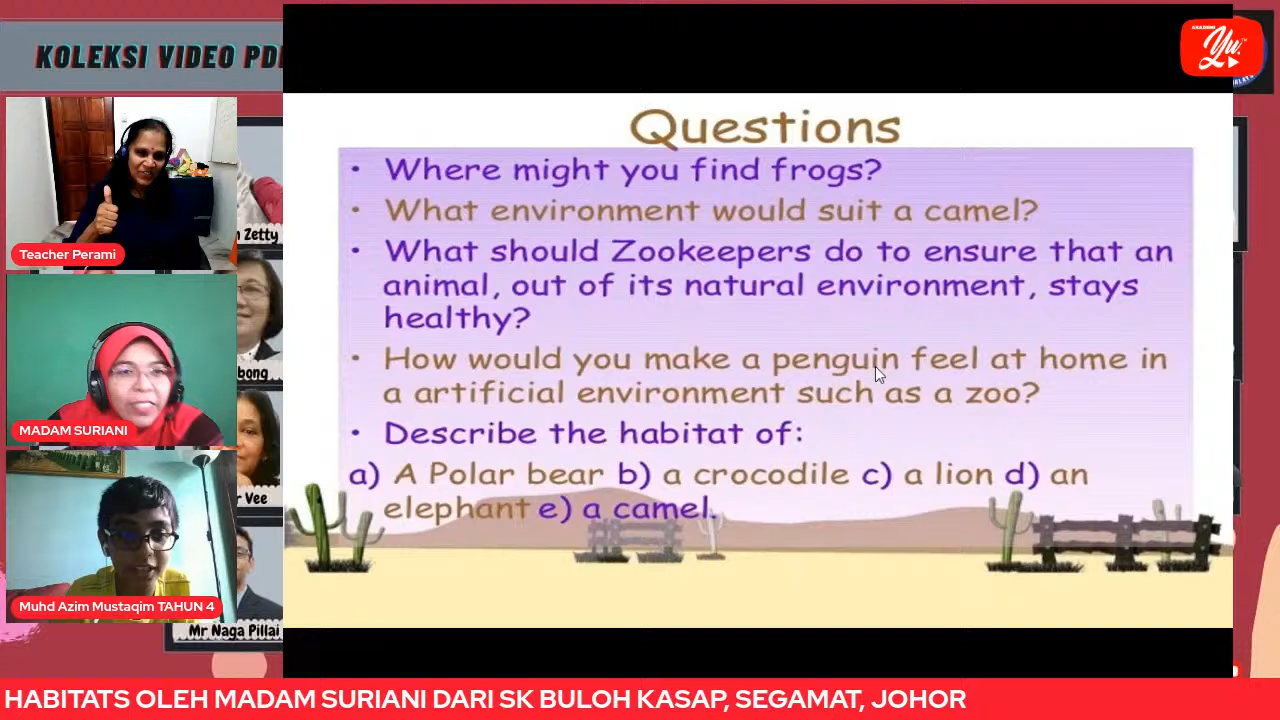 KOLEKSI VIDEO PD
Yu
Questions
• Where might you find frogs?
• What environment would suit a camel?
• What should Zookeepers do to ensure that an
animal, out of its natural environment, stays
healthy?
• How would you make a penguin feel at home in
a artificial environment such as a zoo?
• Describe the habitat of:
a) A Polar bear b) a crocodile c) a lion d) an
elephant e) a camel.
Teacher Perami
Zetty
MADAM SURIANI
bong
Vee
Muhd Azim Mustaqim TAHUN 4
Mr Naga Pillai
HABITATS OLEH MADAM SURIANI DARI SK BULOH KASAP, SEGAMAT, JOHOR